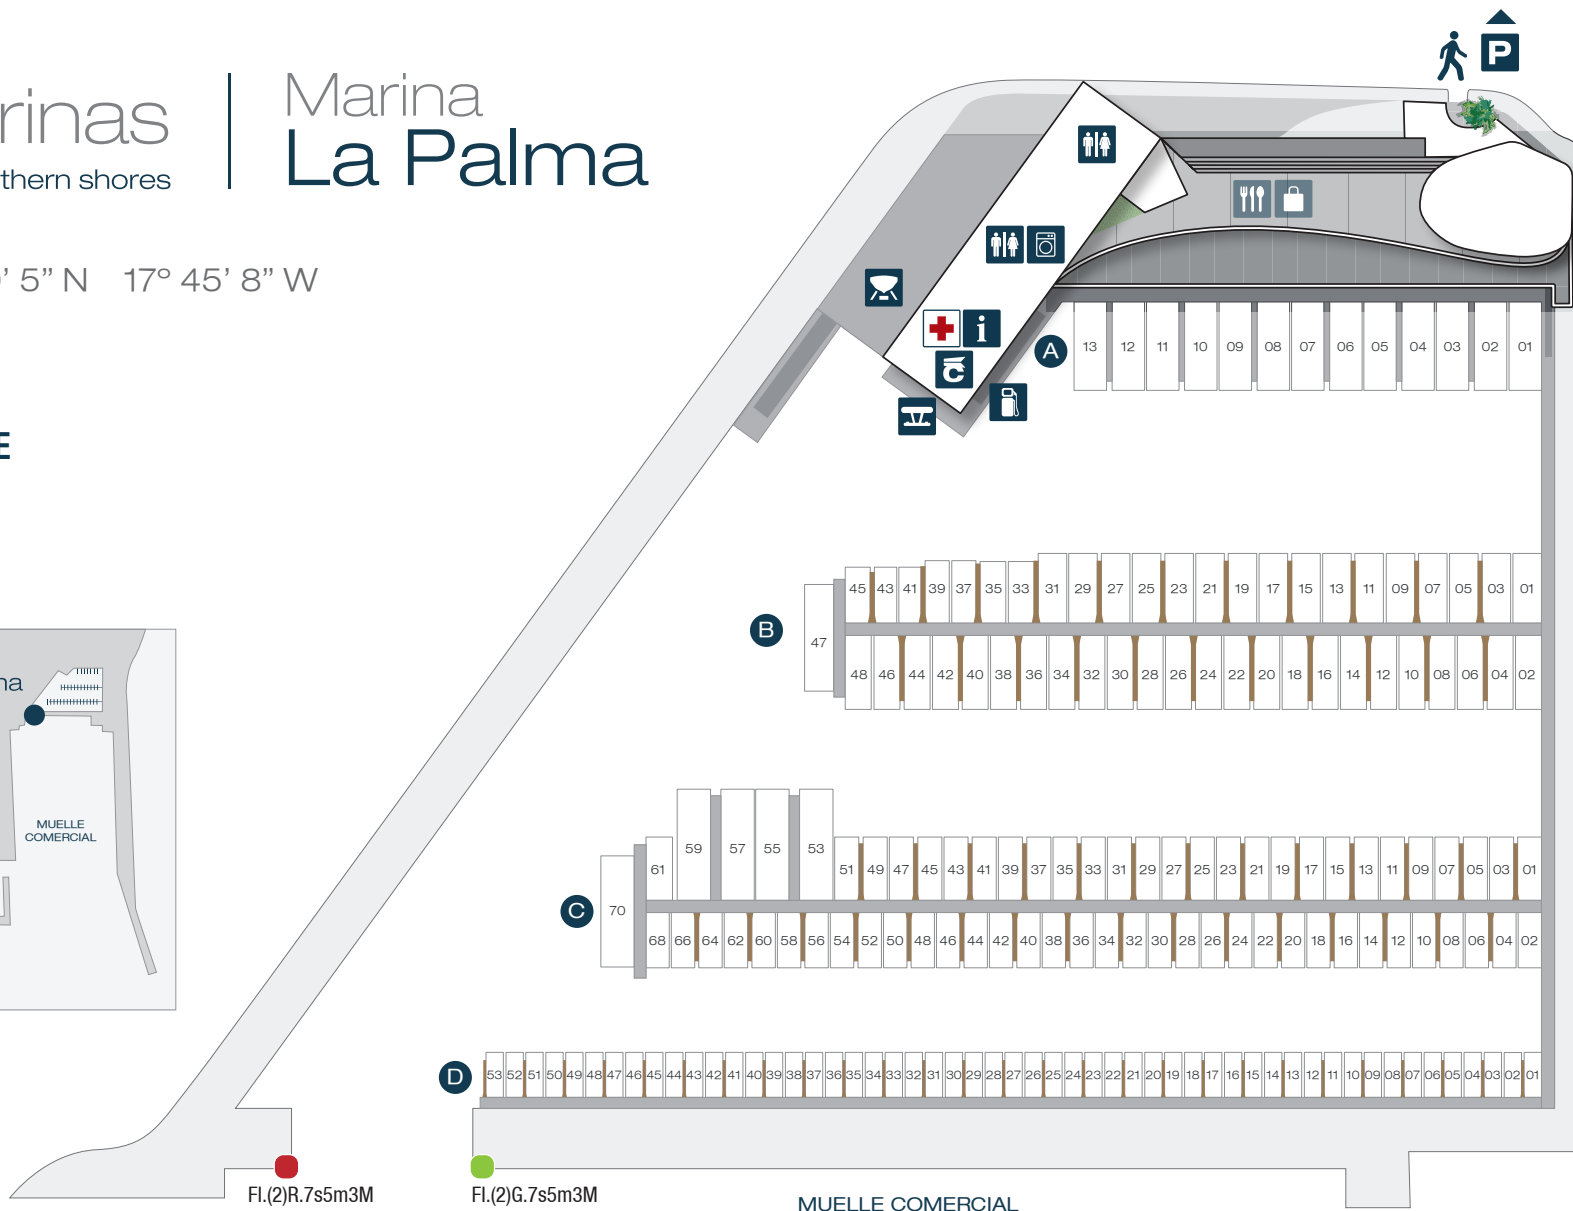 P
rinas
Marina
La Palma
thern shores
' 5” N 17º 45' 8” W
i
C
A
13 12 11 10 09 08 07 06 05 04 03 02 01
E
45 43 41 39 37 35 33 31 29 27 25 23 21 19 17 15 13 11 09 07 05 03 01
B
47
48 46 44 42 40 38 36 34 32 30 28 26 24 22 20 18 16 14 12 10 08 06 04 02
na
MUELLE
COMERCIAL
59 57 55 53
61 51 49 47 45 43 41 39 37 35 33 31 29 27 25 23 21 19 17 15 13 11 09 07 05 03 01
C
70
68 66 64 62 60 58 56 54 52 50 48 46 44 42 40 38 36 34 32 30 28 26 24 22 20 18 16 14 12 10 08 06 04 02
D
53 52 51 50 49 48 47 46 45 44 43 42 41 40 39 38 37 36 35 34 33 32 31 30 29 28 27 26 25 24 23 22 21 20 19 18 17 16 15 14 13 12 11 10 09 08 07 06 05 04 03 02 01
Fl.(2)R.7s5m3M
Fl.(2)G.7s5m3M
MUELLE COMERCIAL